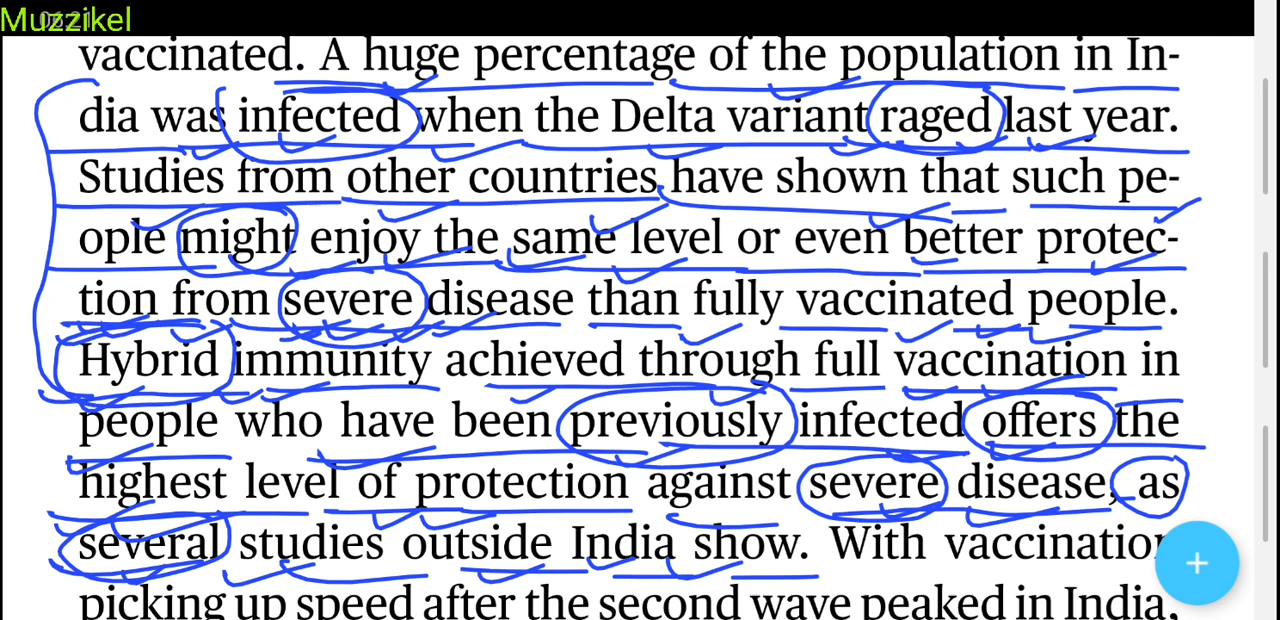 Muzzikel
vaccinated. A huge percentage of the population in In-
dia was infected when the Delta variant raged last year.
Studies from other countries have shown that such pe-
ople might enjoy the same level or even better protec-
tion from severe disease than fully vaccinated people.
Hybrid immunity achieved through full vaccination in
people who have been previously infected offers the
highest level of protection against severe disease, as
several studies outside India show. With vaccination
picking up speed after the second wave peaked in India,